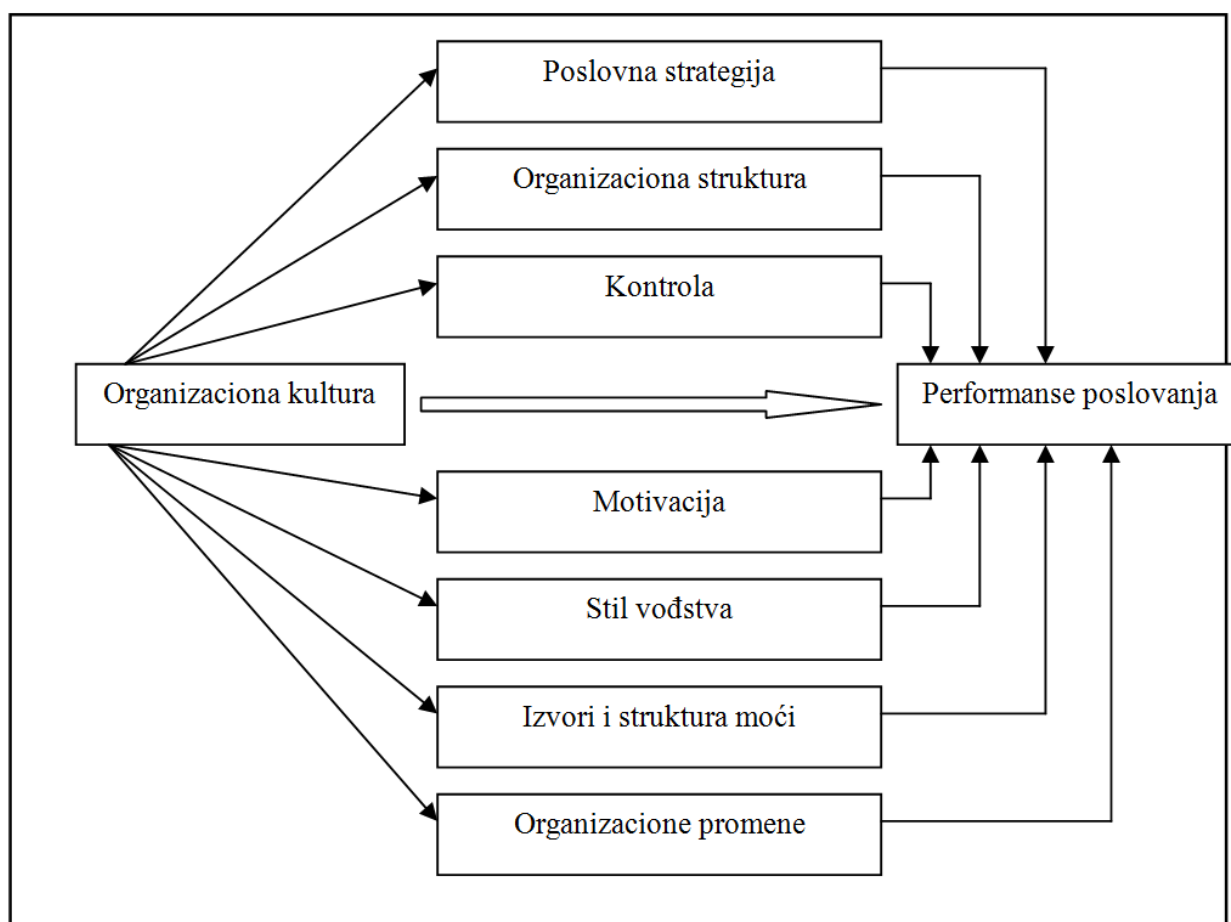 Poslovna strategija
Organizaciona struktura
Kontrola
Organizaciona kultura
Performanse poslovanja
Motivacija
Stil vođstva
Izvori i struktura moći
Organizacione promene